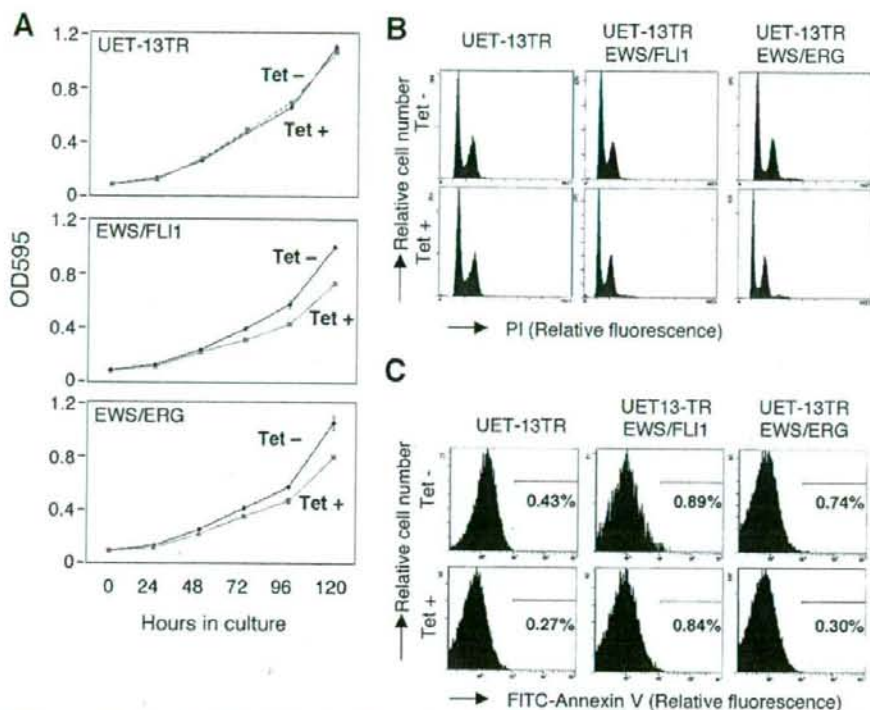 A
UET-13TR
Tet –
Tet +
EWS/FLI1
Tet –
Tet +
EWS/ERG
Tet –
Tet +
1.2
0.8
0.4
0
1.2
0.8
0.4
0
1.2
0.8
0.4
0
OD595
0 24 48 72 96 120
Hours in culture
B
UET-13TR
UET-13TR
EWS/FLI1
UET-13TR
EWS/ERG
Tet -
Tet +
Relative cell number
PI (Relative fluorescence)
C
UET-13TR
UET13-TR
EWS/FLI1
UET-13TR
EWS/ERG
Tet -
0.43%
0.89%
0.74%
Tet +
0.27%
0.84%
0.30%
Relative cell number
FITC-Annexin V (Relative fluorescence)